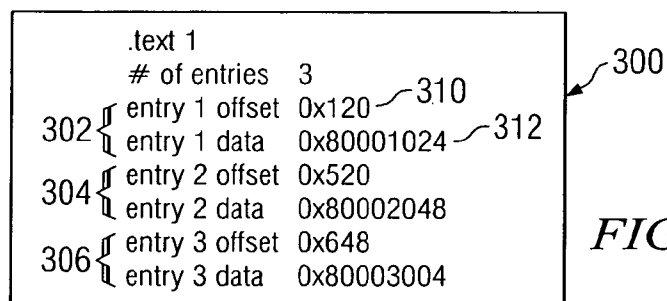 .text 1
# of entries 3
300
302 entry 1 offset 0x120 310
entry 1 data 0x80001024 312
304 entry 2 offset 0x520
entry 2 data 0x80002048
306 entry 3 offset 0x648
entry 3 data 0x80003004
FIG